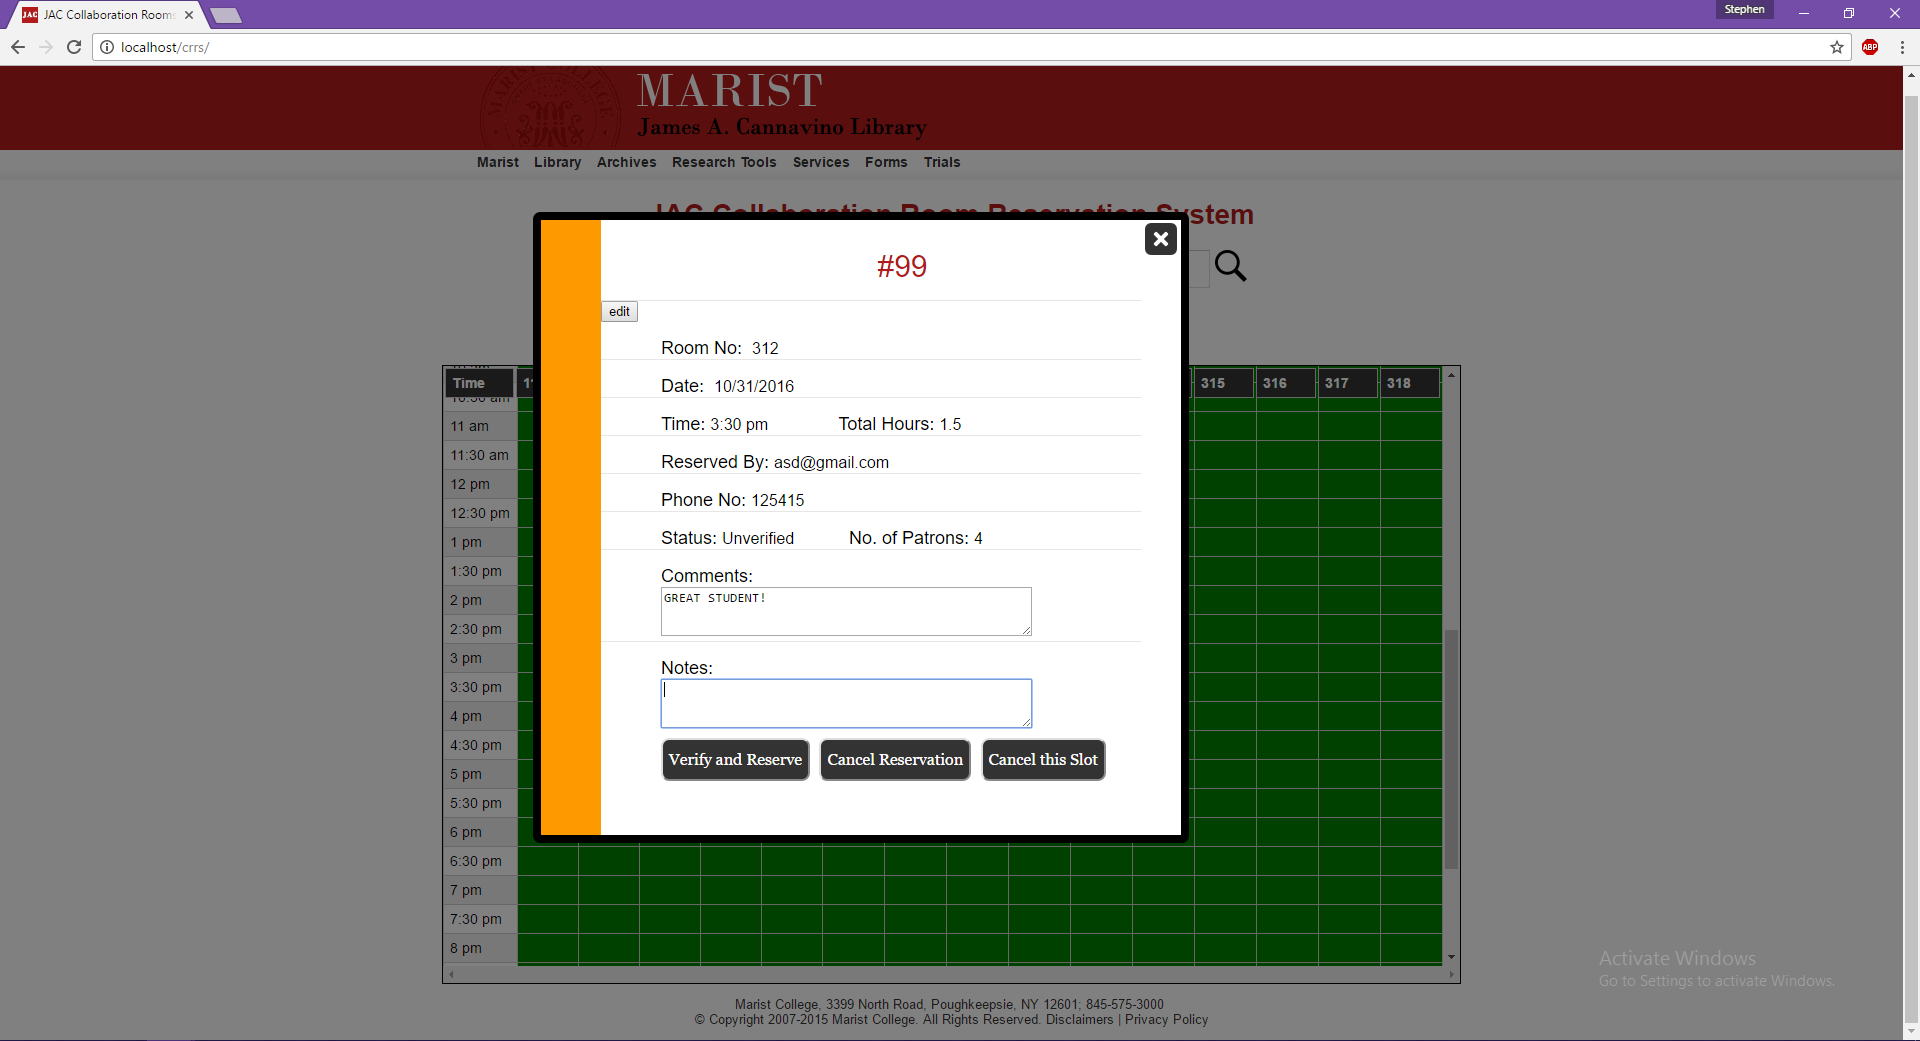 JAC Collaboration Rooms
Stephen
localhost/crrs/
ABP
MARIST
James A. Cannavino Library
Marist Library Archives Research Tools Services Forms Trials
JAC Collaboration Room Reservation System
#99
edit
Room No: 312
Date: 10/31/2016
Time: 3:30 pm Total Hours: 1.5
Reserved By: asd@gmail.com
Phone No: 125415
Status: Unverified No. of Patrons: 4
Comments:
GREAT STUDENT!
Notes:
Verify and Reserve Cancel Reservation Cancel this Slot
Time 315 316 317 318
10:30 am
11 am
11:30 am
12 pm
12:30 pm
1 pm
1:30 pm
2 pm
2:30 pm
3 pm
3:30 pm
4 pm
4:30 pm
5 pm
5:30 pm
6 pm
6:30 pm
7 pm
7:30 pm
8 pm
Activate Windows
Go to Settings to activate Windows.
Marist College, 3399 North Road, Poughkeepsie, NY 12601; 845-575-3000
© Copyright 2007-2015 Marist College. All Rights Reserved. Disclaimers | Privacy Policy